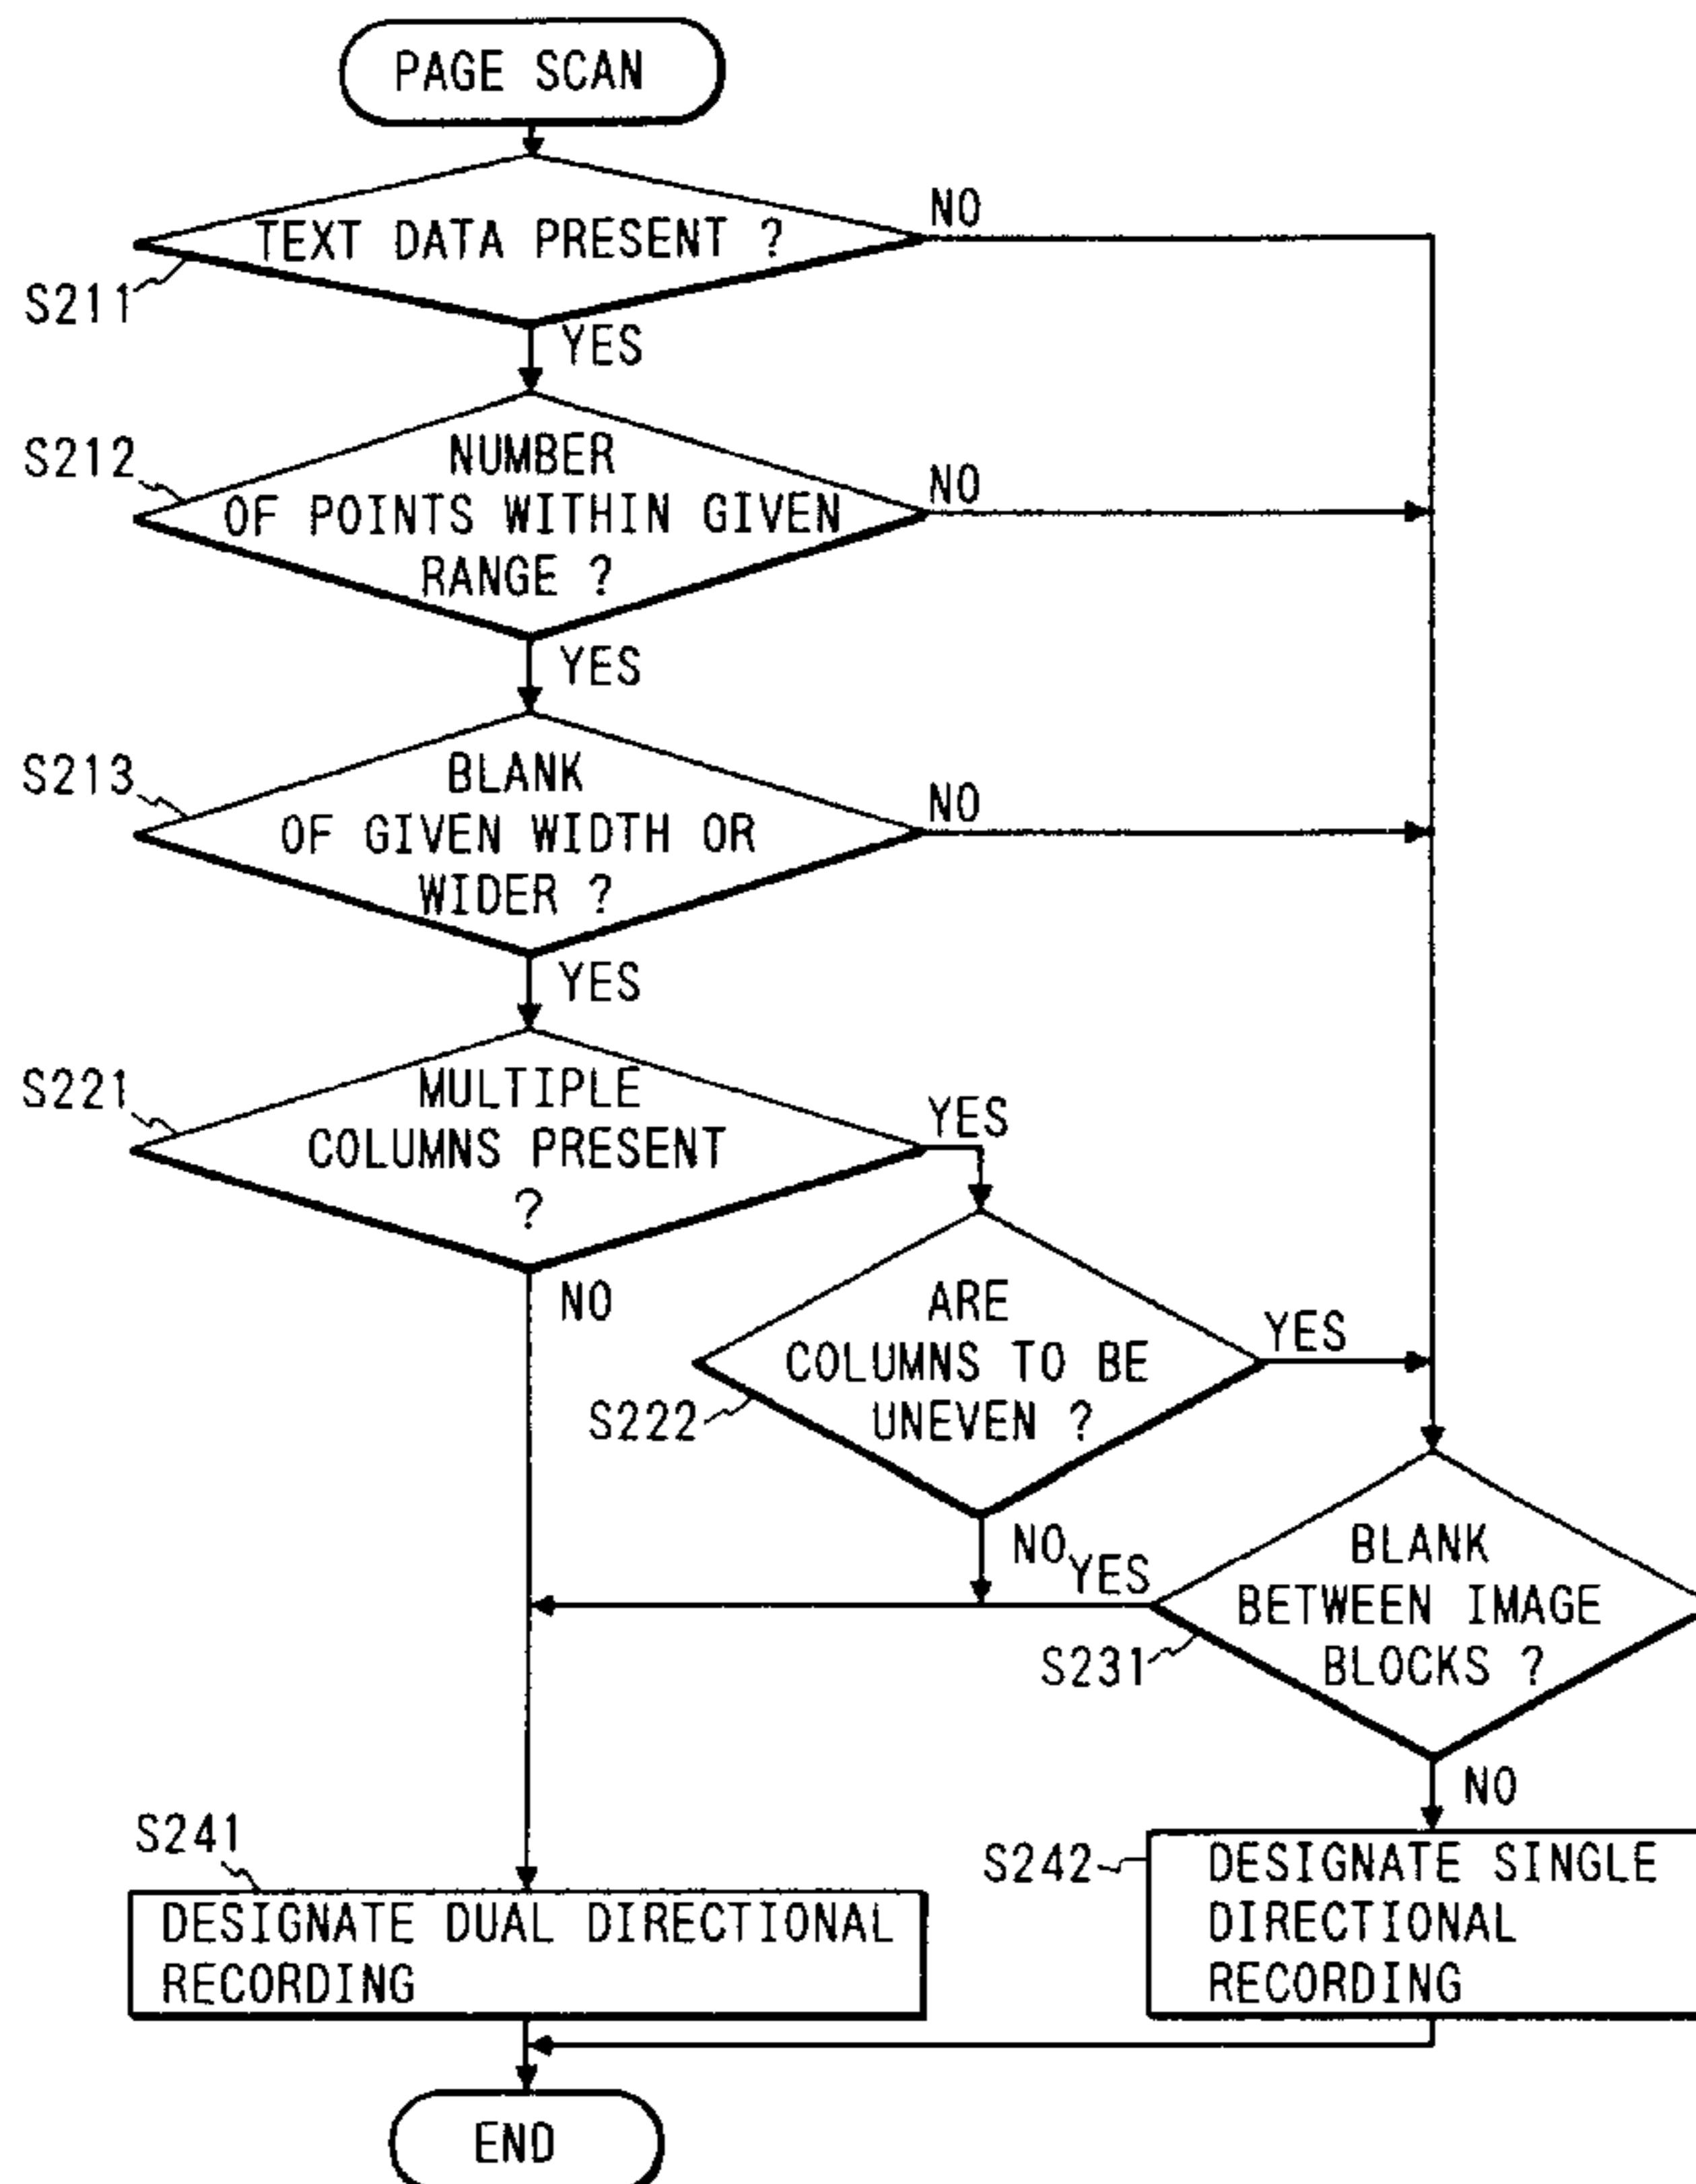 PAGE SCAN
TEXT DATA PRESENT ?
NO
S211
YES
S212
NUMBER
OF POINTS WITHIN GIVEN
RANGE ?
NO
YES
S213
BLANK
OF GIVEN WIDTH OR
WIDER ?
NO
YES
S221
MULTIPLE
COLUMNS PRESENT
?
YES
NO
ARE
COLUMNS TO BE
UNEVEN ?
YES
S222
NO
YES
BLANK
BETWEEN IMAGE
BLOCKS ?
S231
NO
S241
DESIGNATE DUAL DIRECTIONAL
RECORDING
S242
DESIGNATE SINGLE
DIRECTIONAL
RECORDING
END